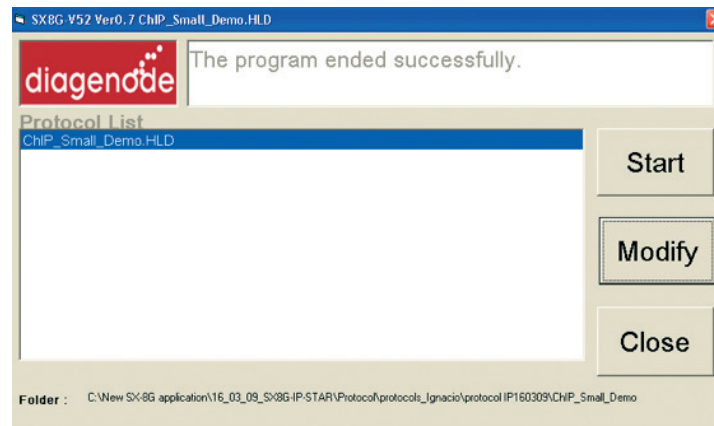 SX8G-V52 Ver0.7 ChIP_Small_Demo.HLD
diagenode
The program ended successfully.
Protocol List
ChIP_Small_Demo.HLD
Start
Modify
Close
Folder : C:\New SX-8G application\16_03_09_SX8G-IP-STAR\Protocol\protocols_Ignacio\protocol IP160309\ChIP_Small_Demo